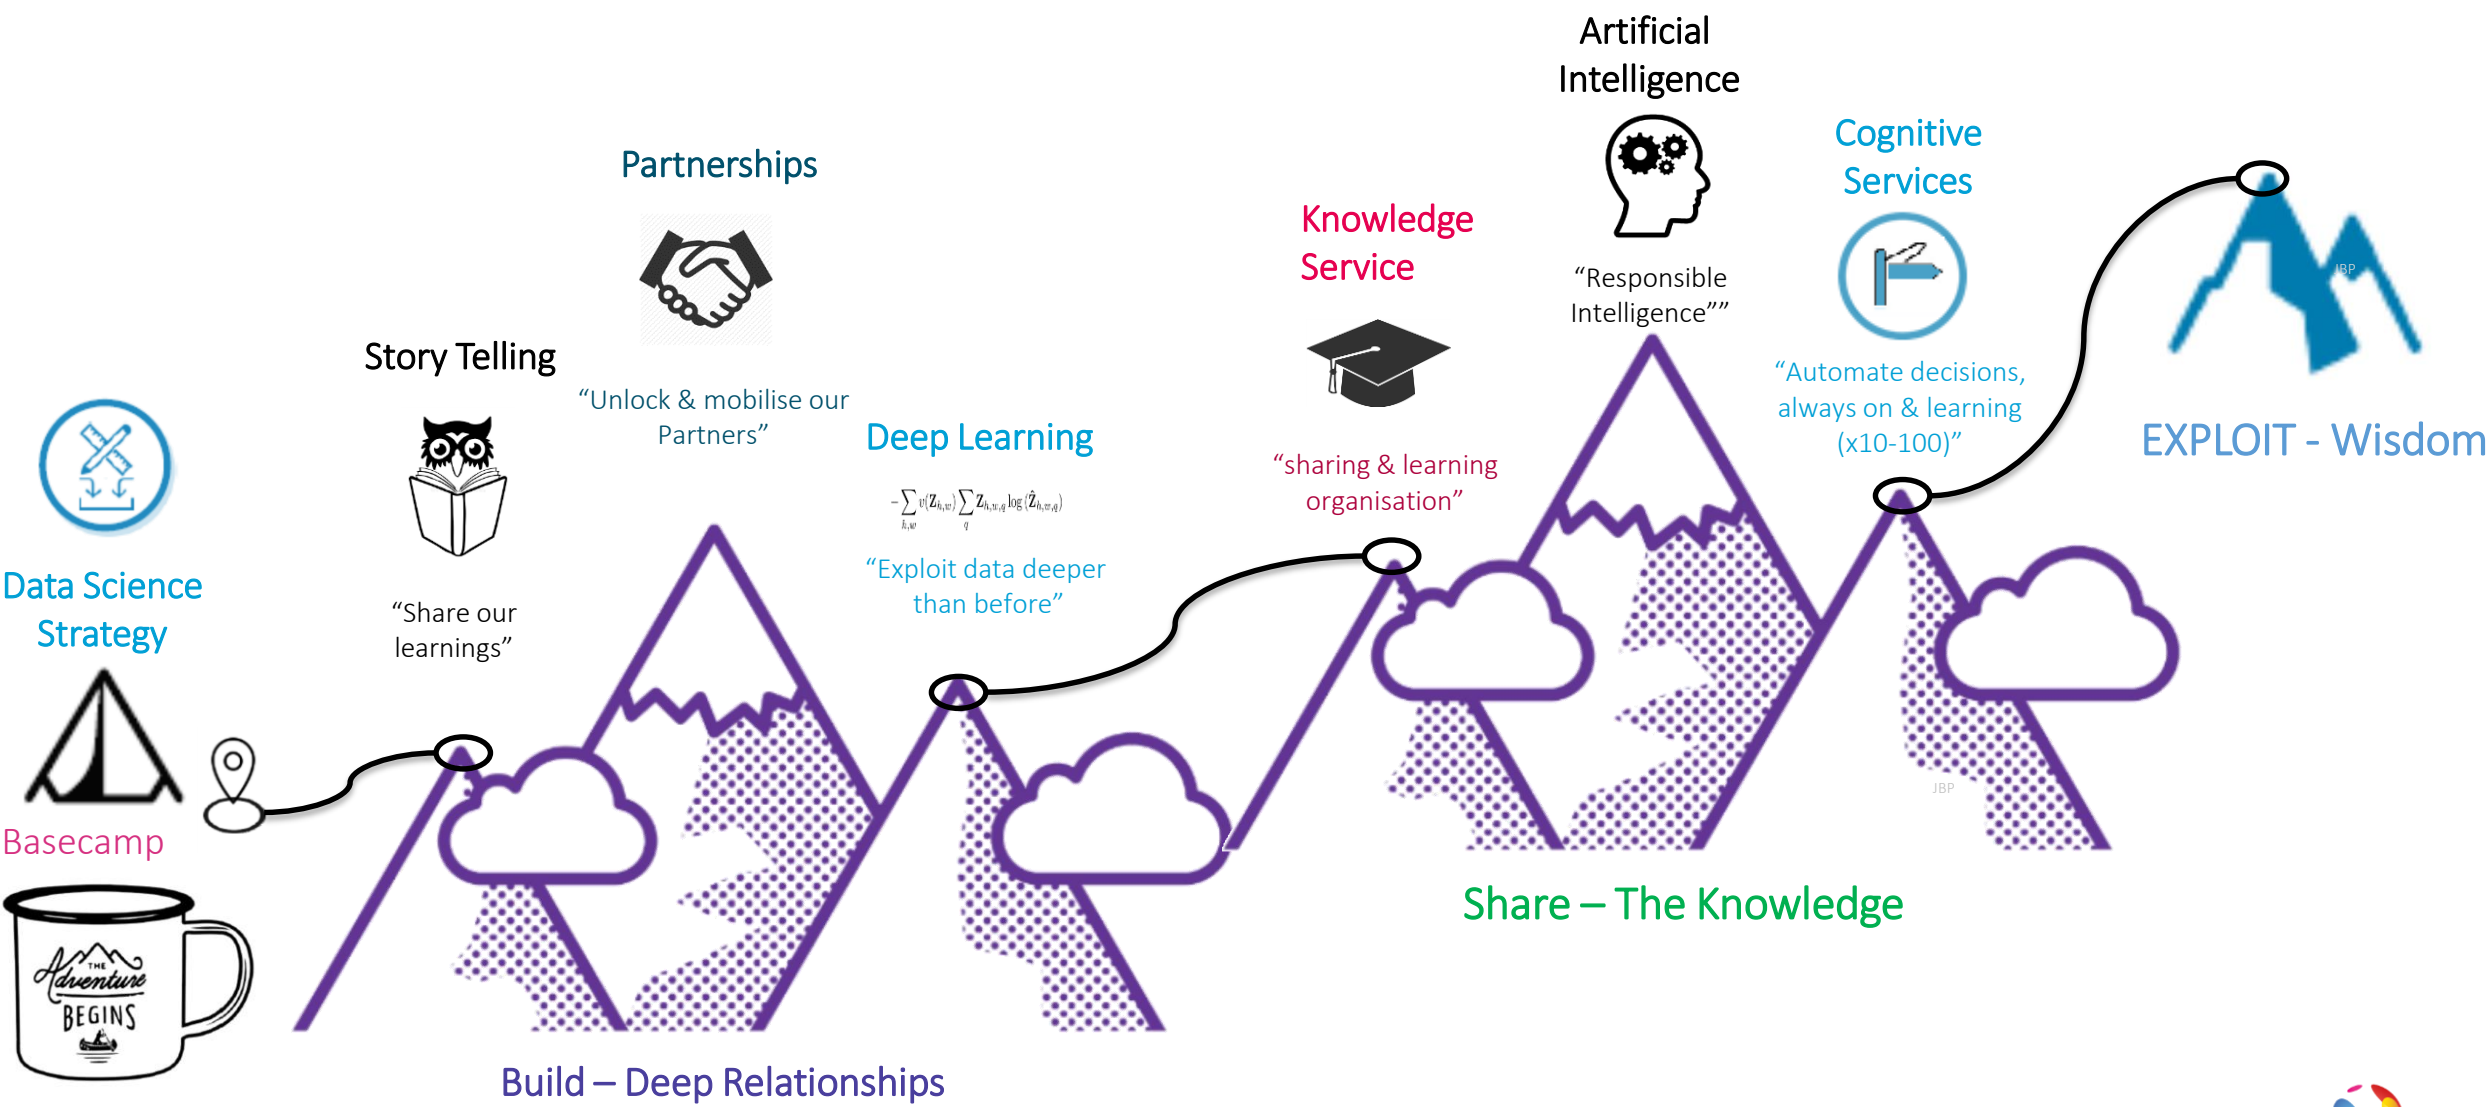 Data Science
Strategy
Basecamp
THE
Adventure
BEGINS
Story Telling
“Share our
learnings”
Partnerships
“Unlock & mobilise our
Partners”
Deep Learning
“Exploit data deeper
than before”
Build – Deep Relationships
Knowledge
Service
“sharing & learning
organisation”
Artificial
Intelligence
“Responsible
Intelligence””
Cognitive
Services
“Automate decisions,
always on & learning
(x10-100)”
JBP
Share – The Knowledge
JBP
EXPLOIT - Wisdom